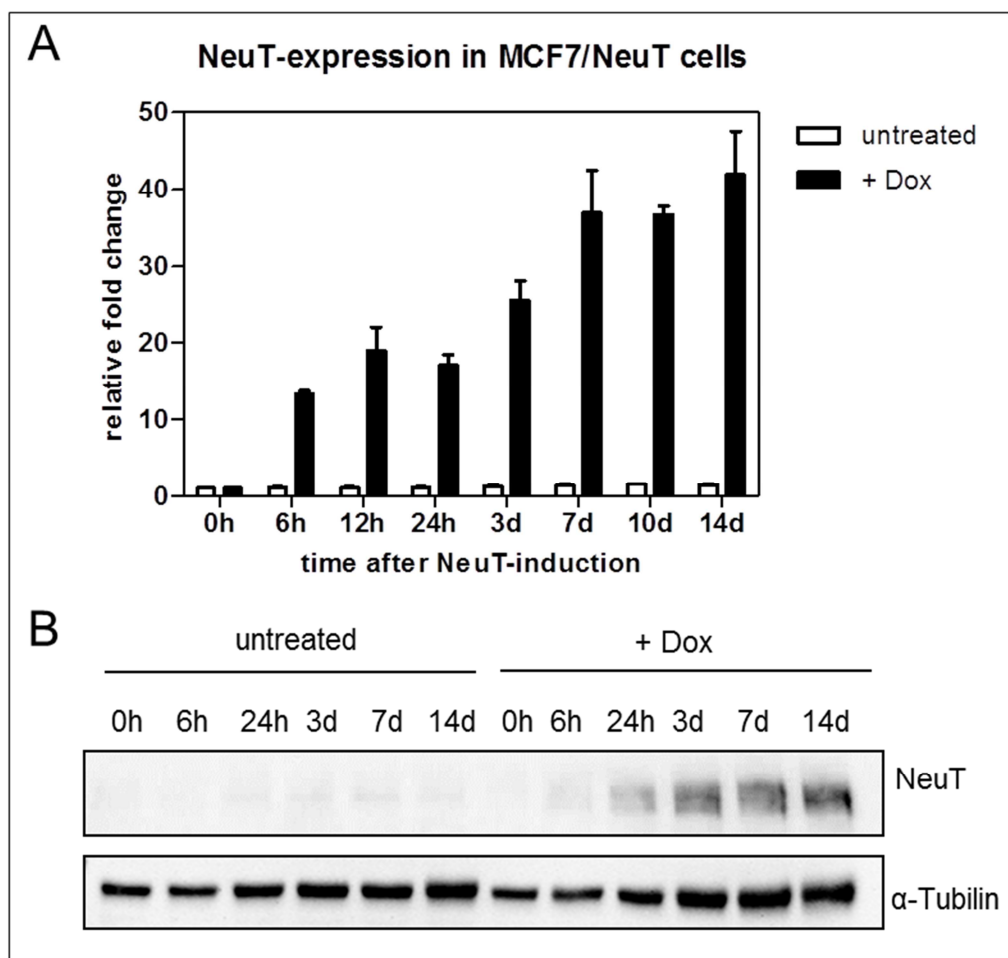 A
NeuT-expression in MCF7/NeuT cells
50
40
30
20
10
0
relative fold change
untreated
+ Dox
0h 6h 12h 24h 3d 7d 10d 14d
time after NeuT-induction
B
untreated + Dox
0h 6h 24h 3d 7d 14d 0h 6h 24h 3d 7d 14d
NeuT
α-Tubilin